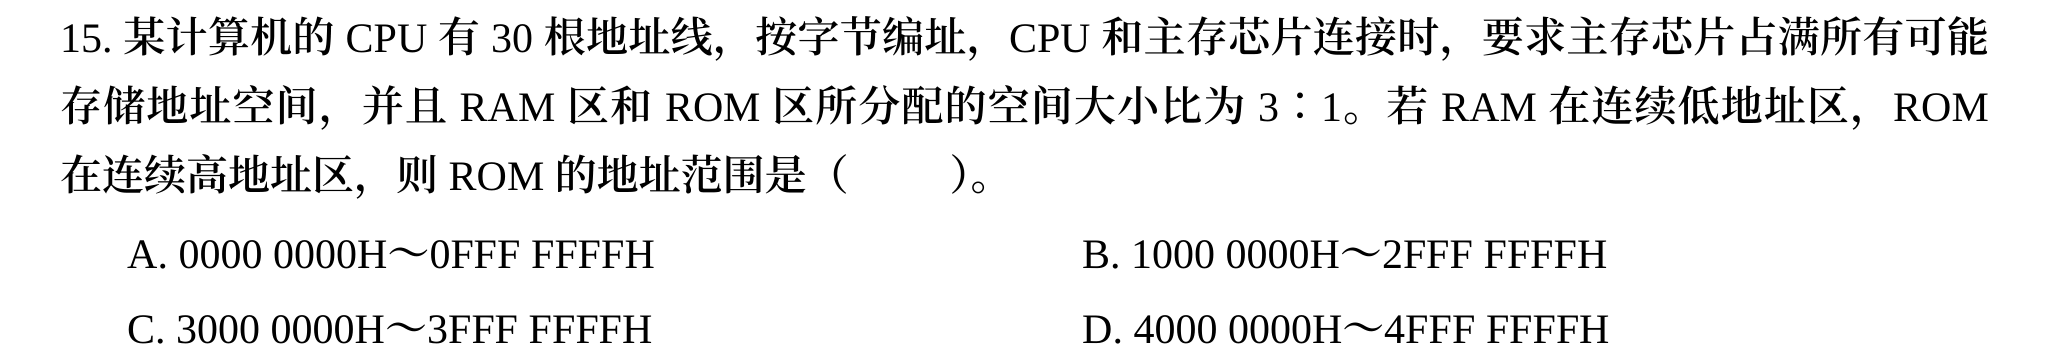 15. 某计算机的 CPU 有 30 根地址线，按字节编址，CPU 和主存芯片连接时，要求主存芯片占满所有可能
存储地址空间，并且 RAM 区和 ROM 区所分配的空间大小比为 3∶1。若 RAM 在连续低地址区，ROM
在连续高地址区，则 ROM 的地址范围是（　　）。
A. 0000 0000H～0FFF FFFFH
B. 1000 0000H～2FFF FFFFH
C. 3000 0000H～3FFF FFFFH
D. 4000 0000H～4FFF FFFFH